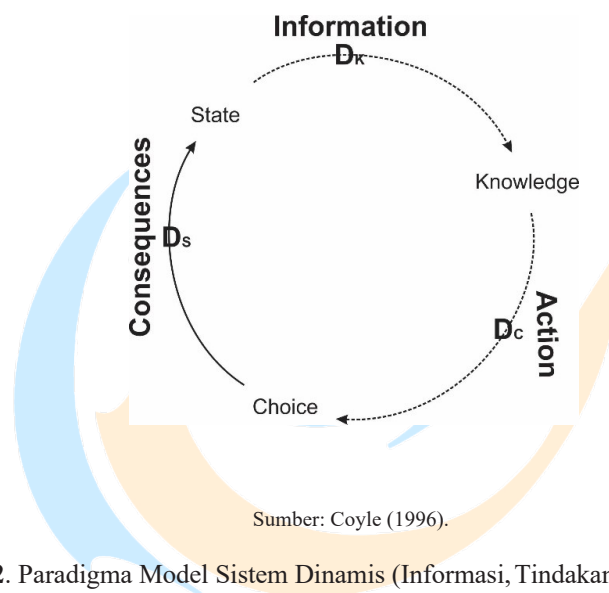 Information
DK
State
Knowledge
Consequences
DS
Action
DC
Choice
Sumber: Coyle (1996).
2. Paradigma Model Sistem Dinamis (Informasi, Tindakan